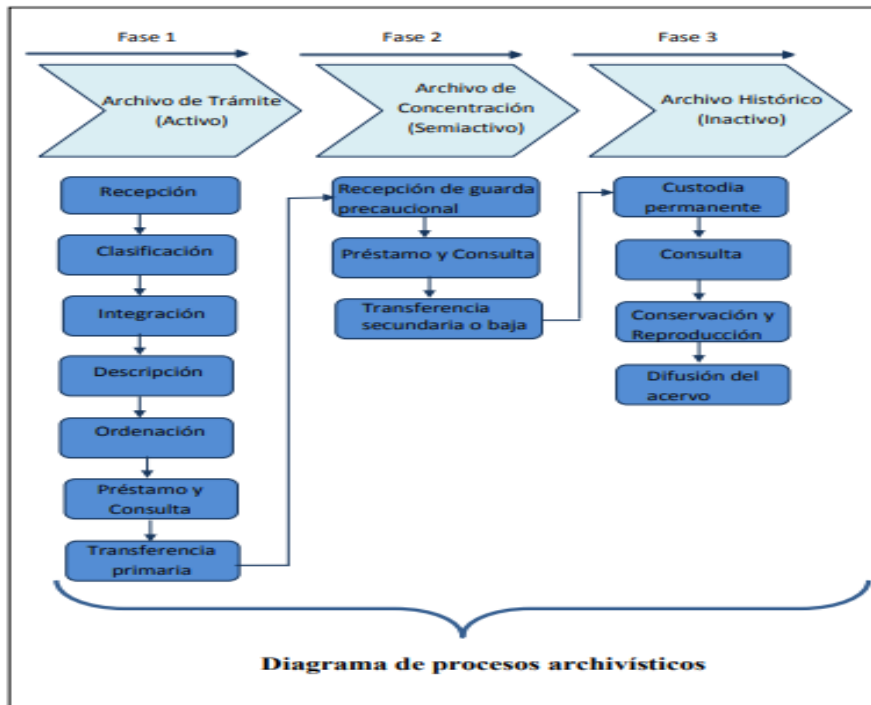 Fase 1
Fase 2
Fase 3
Archivo de Trámite
(Activo)
Archivo de
Concentración
(Semiactivo)
Archivo Histórico
(Inactivo)
Recepción
Clasificación
Integración
Descripción
Ordenación
Préstamo y
Consulta
Transferencia
primaria
Recepción de guarda
precaucional
Préstamo y Consulta
Transferencia
secundaria o baja
Custodia
permanente
Consulta
Conservación y
Reproducción
Difusión del
acervo
Diagrama de procesos archivísticos